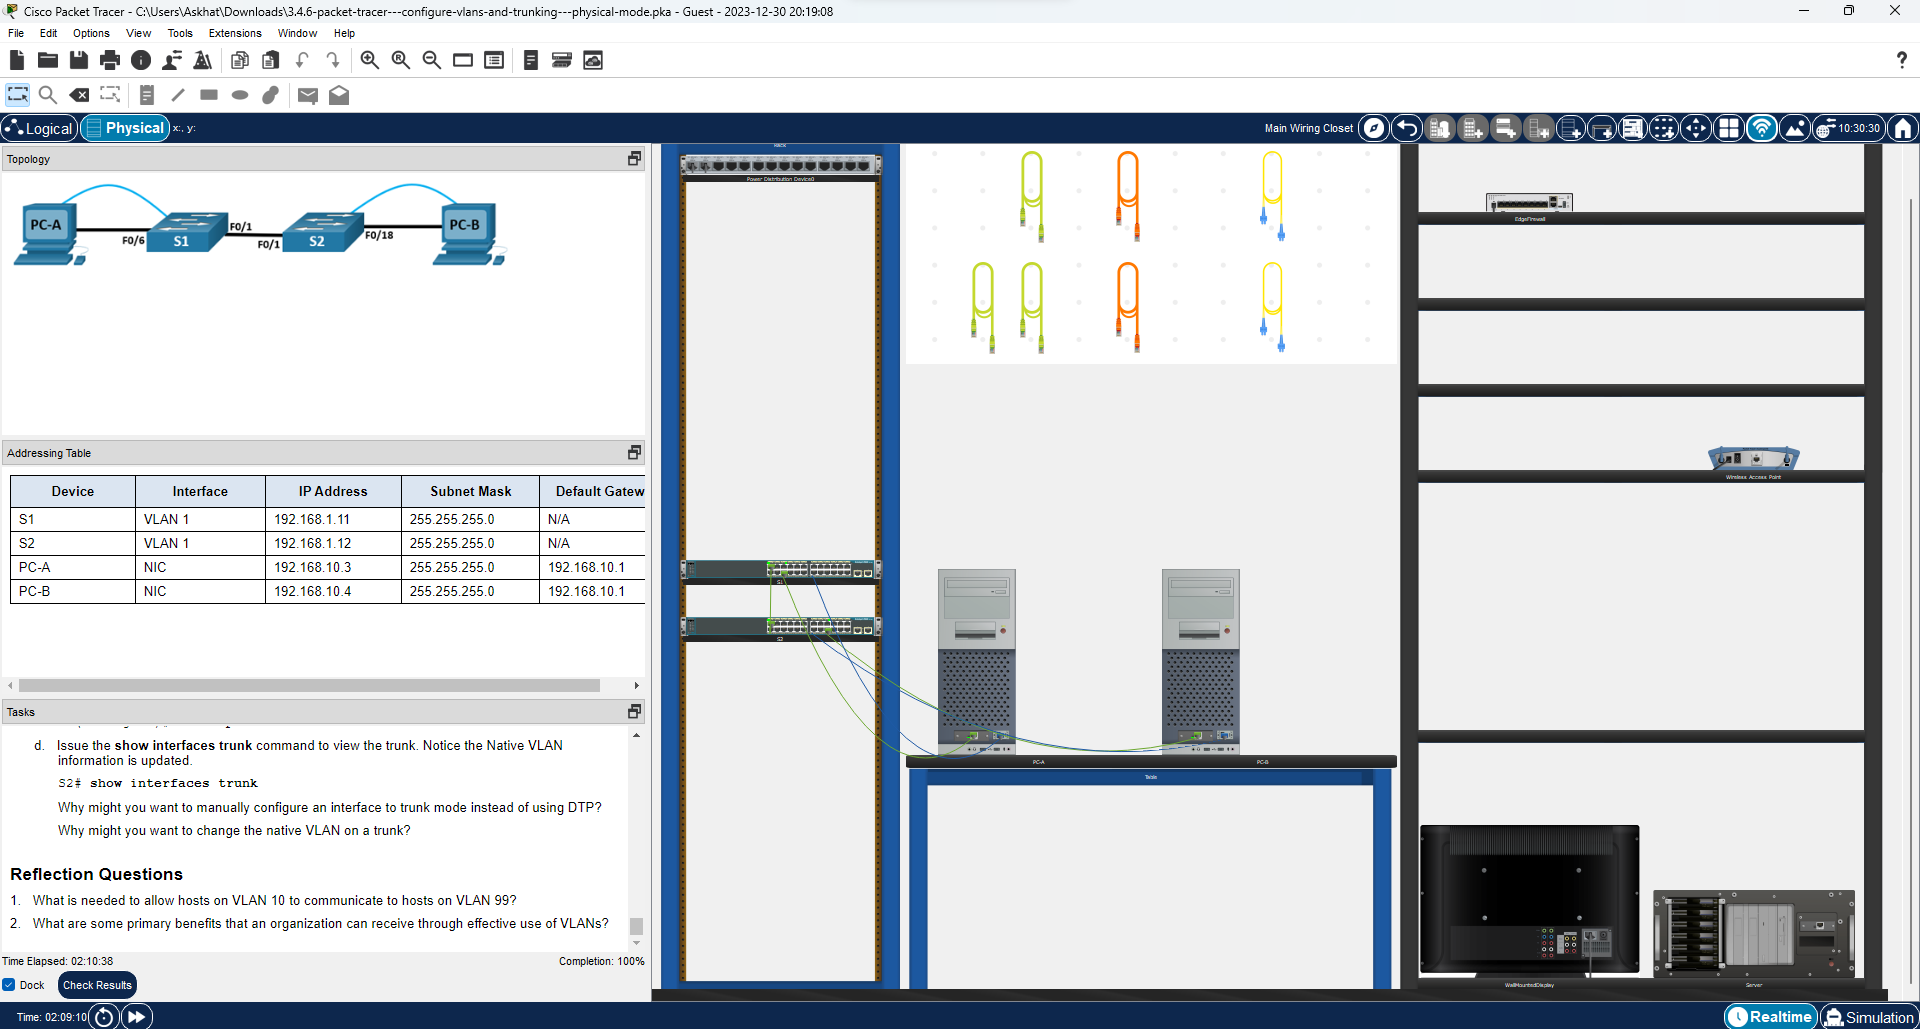 Cisco Packet Tracer - C:\Users\Askhat\Downloads\3.4.6-packet-tracer---configure-vlans-and-trunking---physical-mode.pka - Guest - 2023-12-30 20:19:08
File Edit Options View Tools Extensions Window Help
Logical Physical x:, y: Main Wiring Closet 10:30:30
Topology
PC-A F0/6 S1 F0/1 F0/1 S2 F0/18 PC-B
Addressing Table
Device Interface IP Address Subnet Mask Default Gatew
S1 VLAN 1 192.168.1.11 255.255.255.0 N/A
S2 VLAN 1 192.168.1.12 255.255.255.0 N/A
PC-A NIC 192.168.10.3 255.255.255.0 192.168.10.1
PC-B NIC 192.168.10.4 255.255.255.0 192.168.10.1
Tasks
d. Issue the show interfaces trunk command to view the trunk. Notice the Native VLAN
information is updated.
S2# show interfaces trunk
Why might you want to manually configure an interface to trunk mode instead of using DTP?
Why might you want to change the native VLAN on a trunk?
Reflection Questions
1. What is needed to allow hosts on VLAN 10 to communicate to hosts on VLAN 99?
2. What are some primary benefits that an organization can receive through effective use of VLANs?
Time Elapsed: 02:10:38 Completion: 100%
Dock Check Results
Rack
Power Distribution Device0
S1
S2
PC-A PC-B
Table
EdgeFirewall
Wireless Access Point
WallMountedDisplay Server
Time: 02:09:10 Realtime Simulation